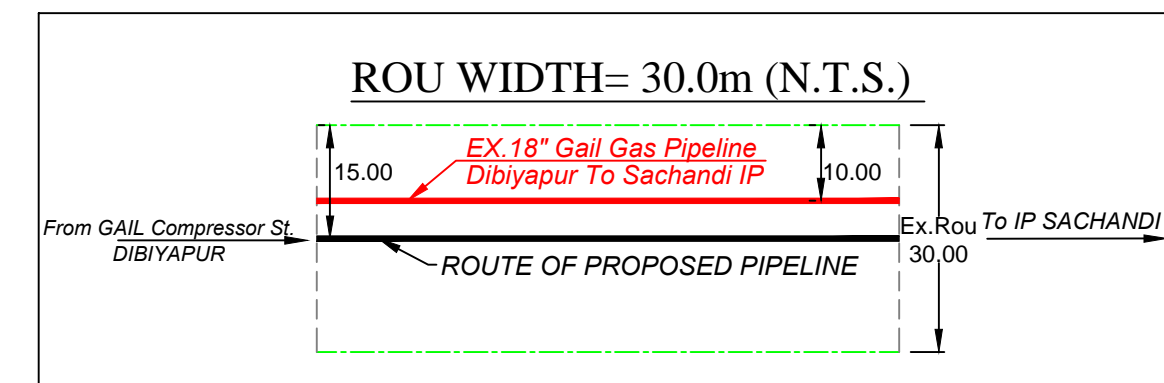 ROU WIDTH= 30.0m (N.T.S.)
EX.18" Gail Gas Pipeline
Dibiyapur To Sachandi IP
15.00
10.00
From GAIL Compressor St.
DIBIYAPUR
Ex.Rou
30.00
To IP SACHANDI
ROUTE OF PROPOSED PIPELINE